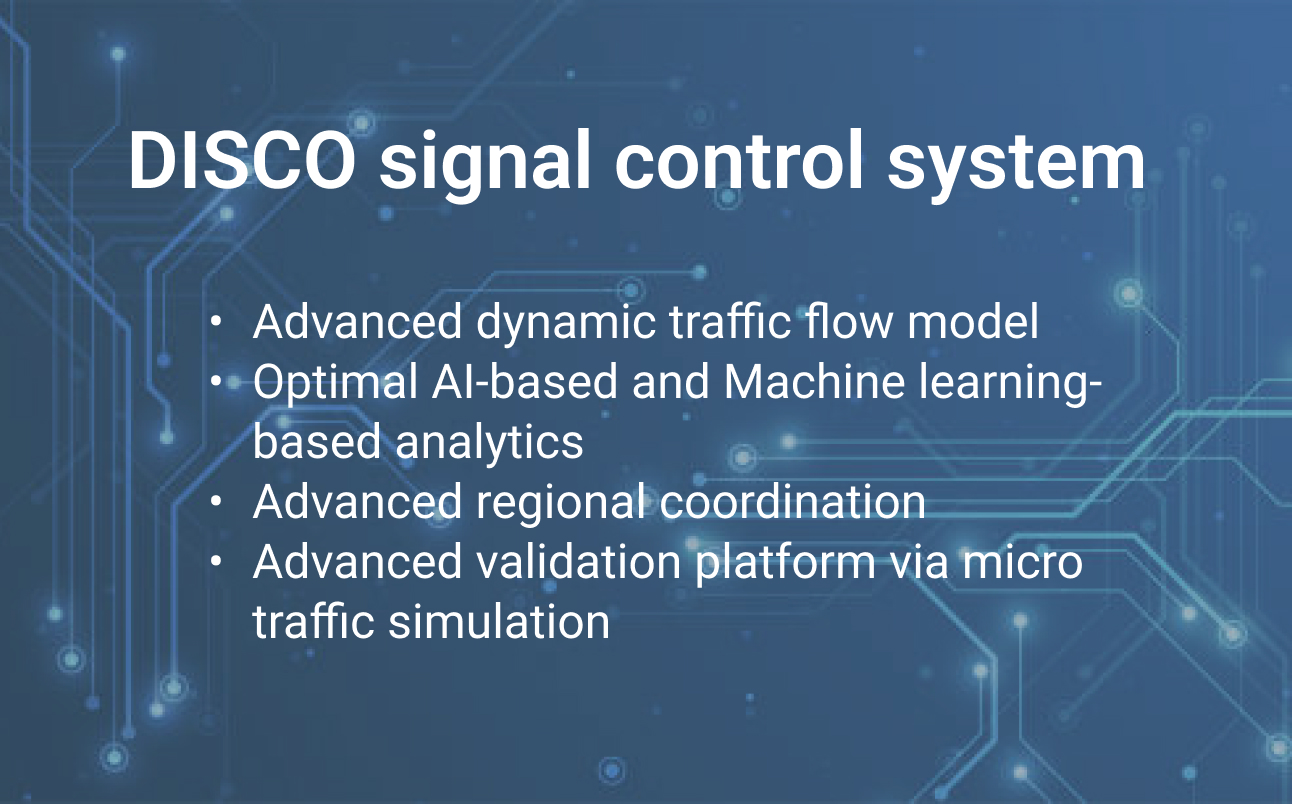 DISCO signal control system
• Advanced dynamic traffic flow model
• Optimal AI-based and Machine learning-
based analytics
• Advanced regional coordination
• Advanced validation platform via micro
traffic simulation